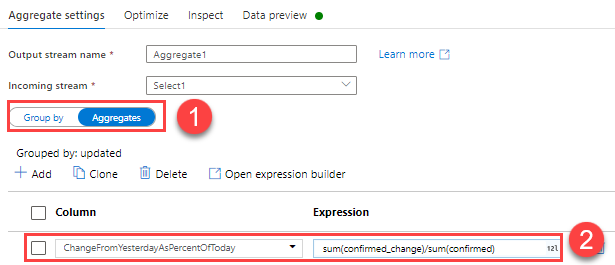 Aggregate settings Optimize Inspect Data preview
Output stream name * Aggregate1 Learn more
Incoming stream * Select1
Group by Aggregates 1
Grouped by: updated
+ Add Clone Delete Open expression builder
Column Expression
ChangeFromYesterdayAsPercentOfToday sum(confirmed_change)/sum(confirmed) 12l 2